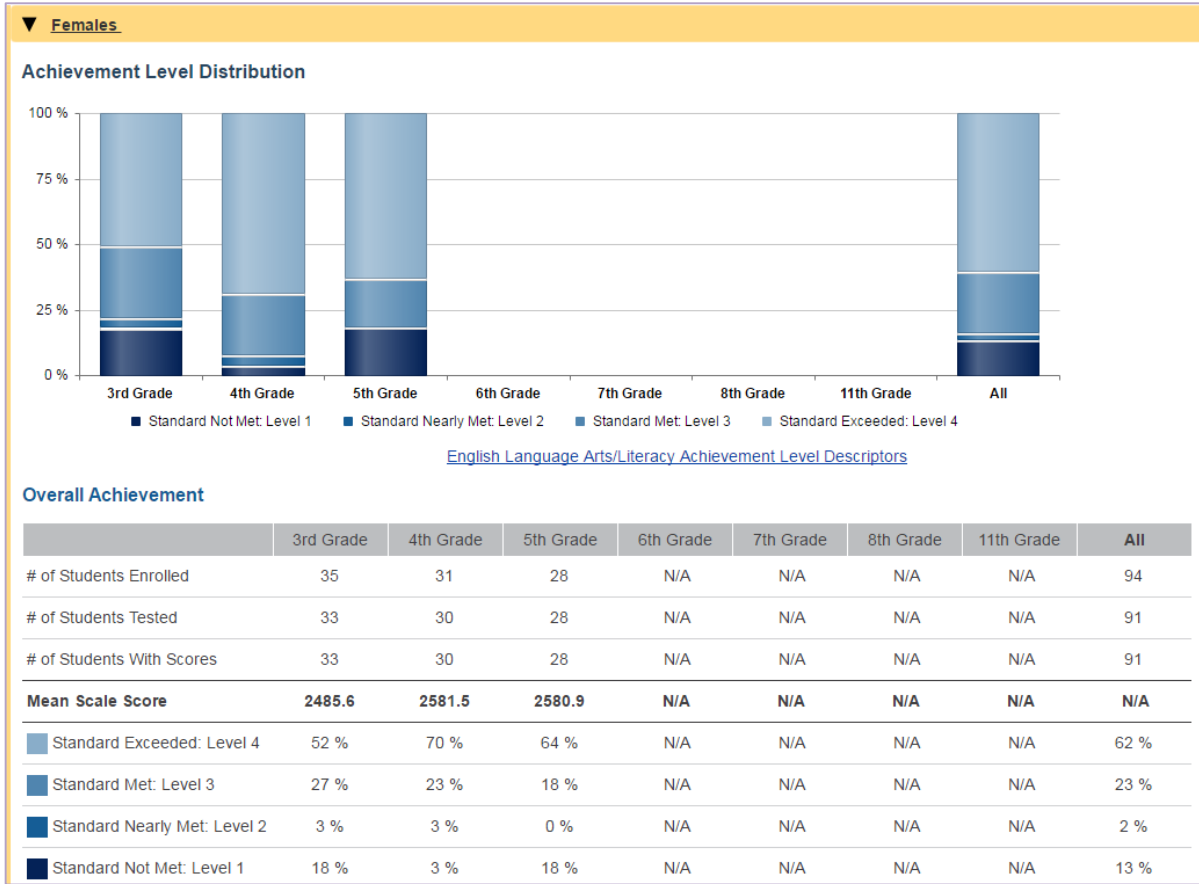 ▼ Females
Achievement Level Distribution
100 %
75 %
50 %
25 %
0 %
3rd Grade 4th Grade 5th Grade 6th Grade 7th Grade 8th Grade 11th Grade All
Standard Not Met: Level 1 Standard Nearly Met: Level 2 Standard Met: Level 3 Standard Exceeded: Level 4
English Language Arts/Literacy Achievement Level Descriptors
Overall Achievement
3rd Grade 4th Grade 5th Grade 6th Grade 7th Grade 8th Grade 11th Grade All
# of Students Enrolled 35 31 28 N/A N/A N/A N/A 94
# of Students Tested 33 30 28 N/A N/A N/A N/A 91
# of Students With Scores 33 30 28 N/A N/A N/A N/A 91
Mean Scale Score 2485.6 2581.5 2580.9 N/A N/A N/A N/A N/A
Standard Exceeded: Level 4 52 % 70 % 64 % N/A N/A N/A N/A 62 %
Standard Met: Level 3 27 % 23 % 18 % N/A N/A N/A N/A 23 %
Standard Nearly Met: Level 2 3 % 3 % 0 % N/A N/A N/A N/A 2 %
Standard Not Met: Level 1 18 % 3 % 18 % N/A N/A N/A N/A 13 %